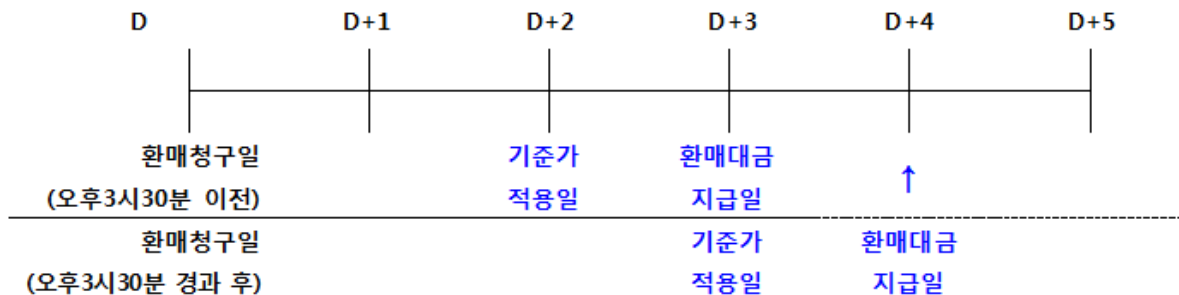 D D+1 D+2 D+3 D+4 D+5
환매청구일 기준가 환매대금
(오후3시30분 이전) 적용일 지급일 ↑
환매청구일 기준가 환매대금
(오후3시30분 경과 후) 적용일 지급일